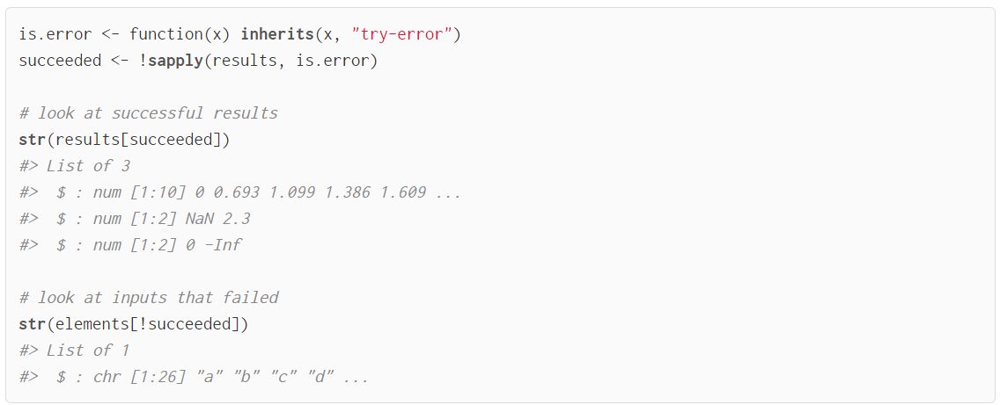 is.error <- function(x) inherits(x, "try-error")
succeeded <- !sapply(results, is.error)
# look at successful results
str(results[succeeded])
#> List of 3
#>  $ : num [1:10] 0 0.693 1.099 1.386 1.609 ...
#>  $ : num [1:2] NaN 2.3
#>  $ : num [1:2] 0 -Inf
# look at inputs that failed
str(elements[!succeeded])
#> List of 1
#>  $ : chr [1:26] "a" "b" "c" "d" ...